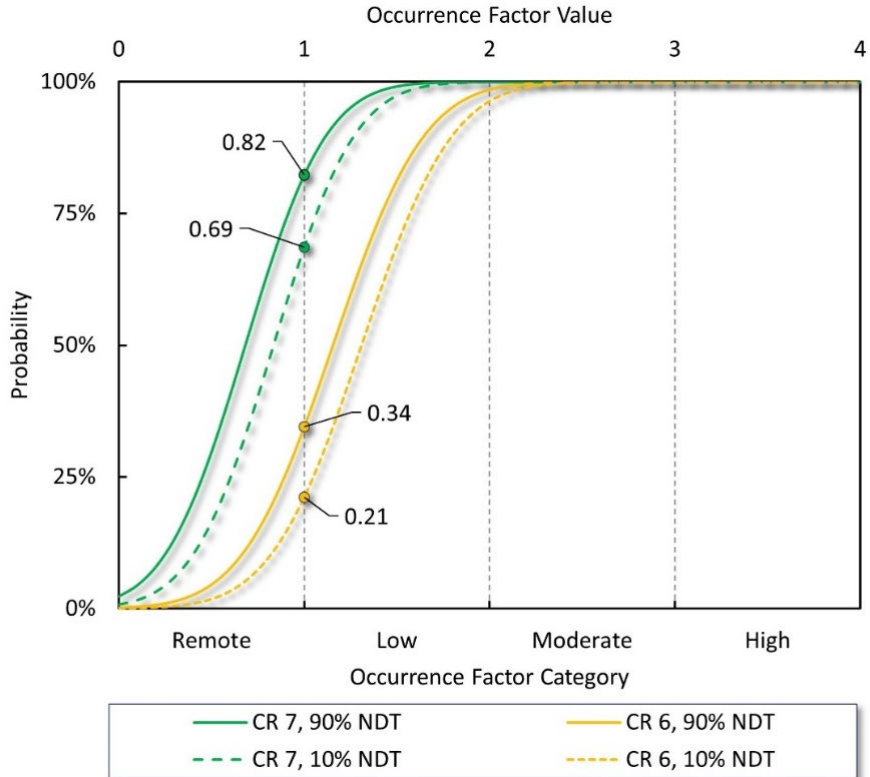 Occurrence Factor Value
0 1 2 3 4
100%
0.82
75%
0.69
50%
Probability
0.34
25%
0.21
0%
Remote Low Moderate High
Occurrence Factor Category
CR 7, 90% NDT CR 6, 90% NDT
CR 7, 10% NDT CR 6, 10% NDT